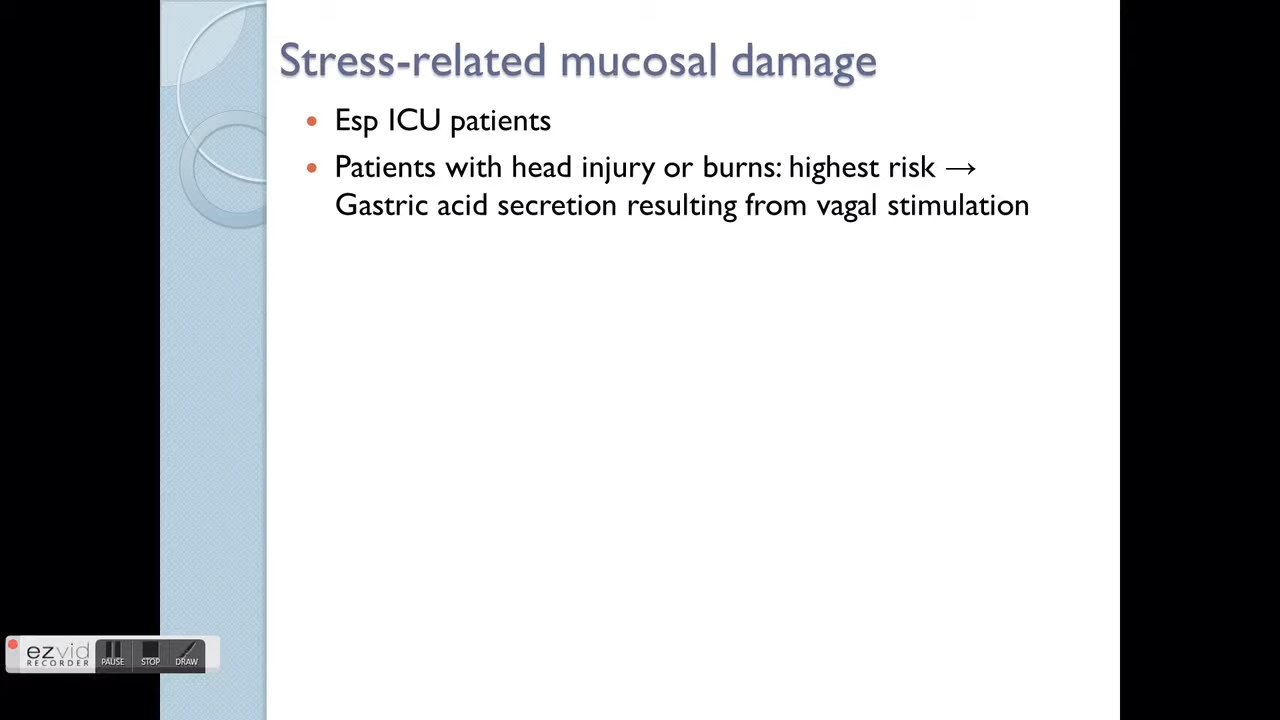 Stress-related mucosal damage
• Esp ICU patients
• Patients with head injury or burns: highest risk →
Gastric acid secretion resulting from vagal stimulation
ezvid
RECORDER
PAUSE STOP DRAW